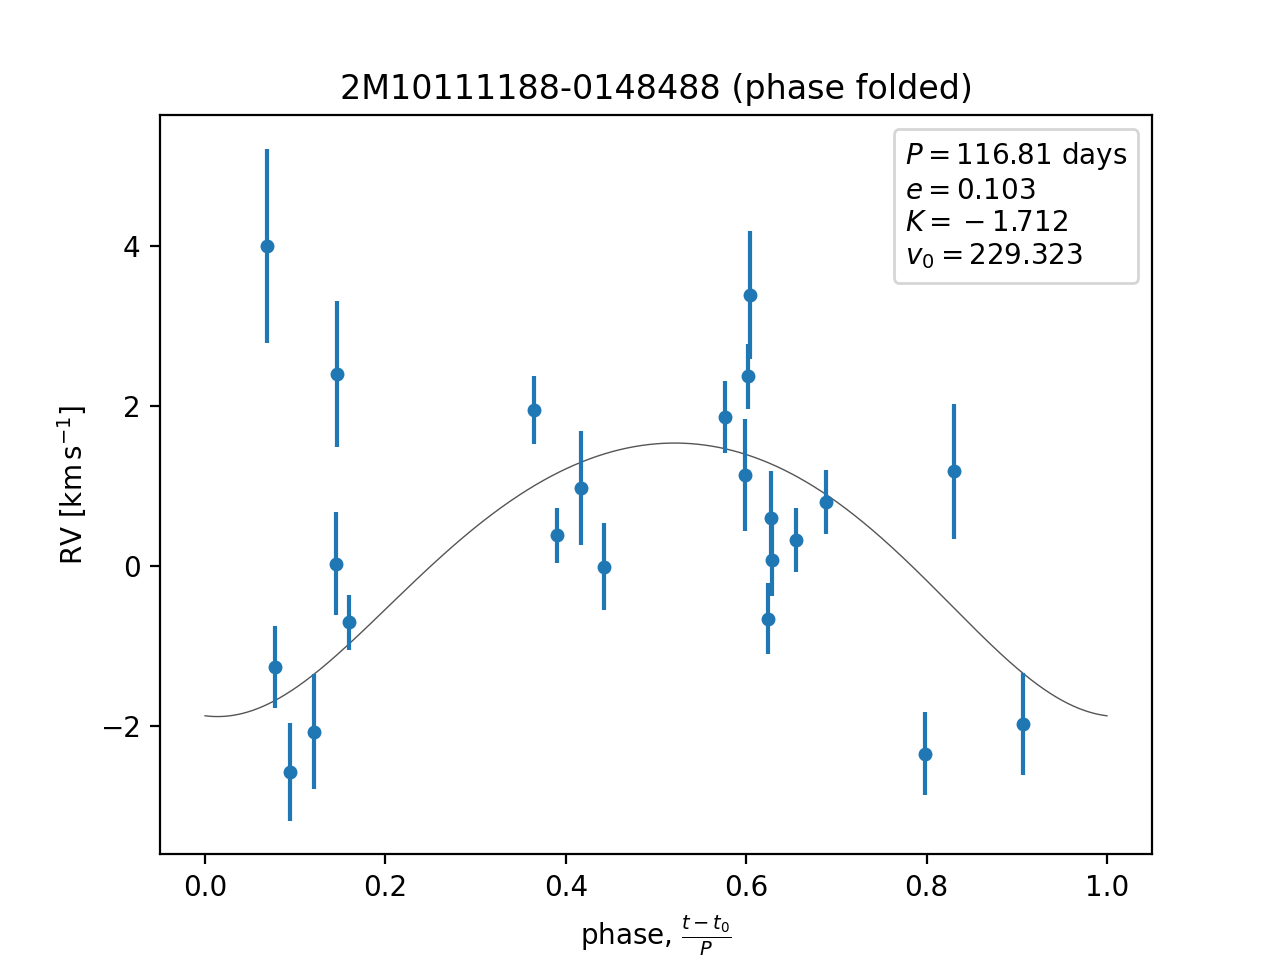 2M10111188-0148488 (phase folded)
P = 116.81 days
e = 0.103
K = −1.712
v₀ = 229.323
4
2
0
−2
RV [km s⁻¹]
0.0 0.2 0.4 0.6 0.8 1.0
phase, (t − t₀)/P